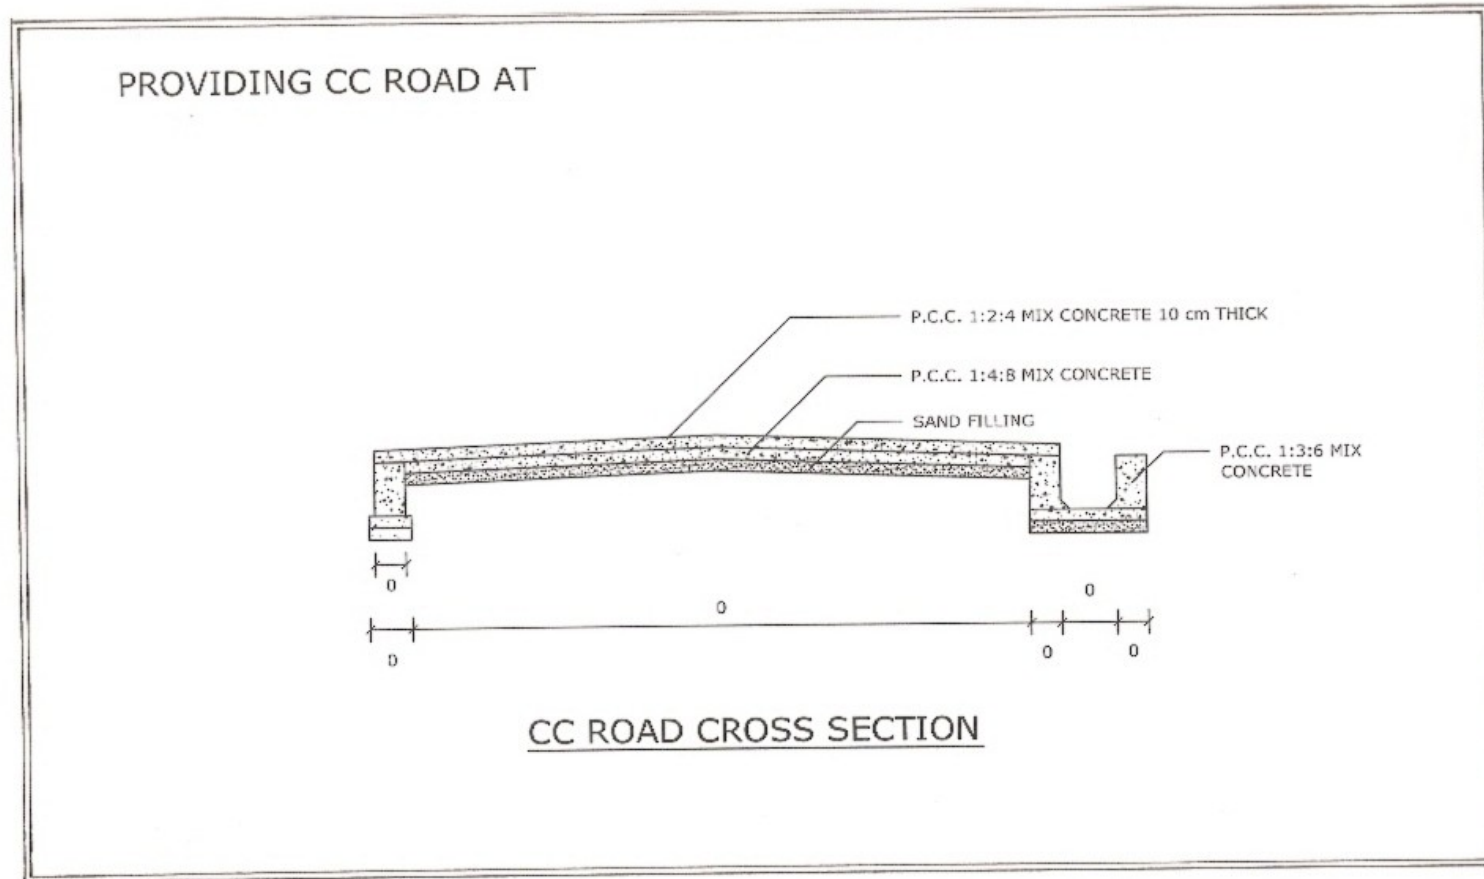 PROVIDING CC ROAD AT
P.C.C. 1:2:4 MIX CONCRETE 10 cm THICK
P.C.C. 1:4:8 MIX CONCRETE
SAND FILLING
P.C.C. 1:3:6 MIX
CONCRETE
0
0
0
0
0
0
CC ROAD CROSS SECTION